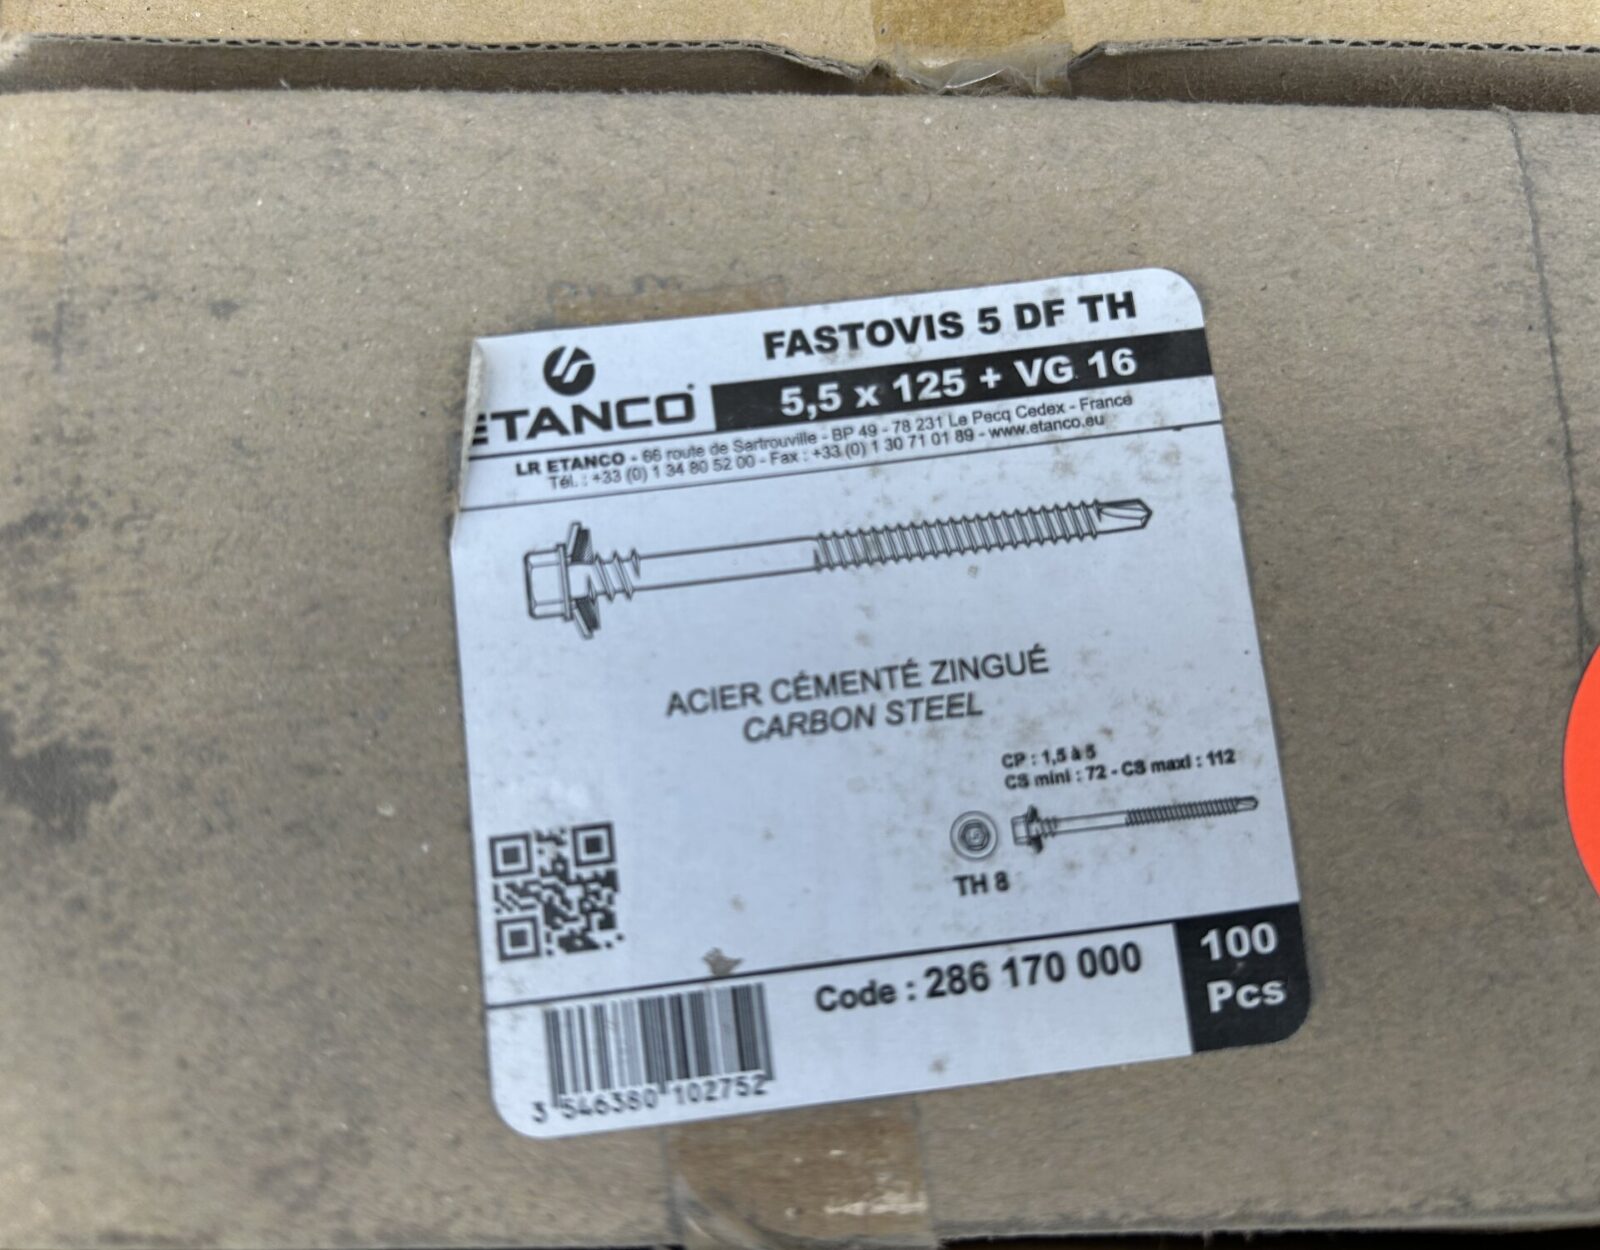 FASTOVIS 5 DF TH
ETANCO
5,5 x 125 + VG 16
LR ETANCO - 66 route de Sartrouville - BP 49 - 78 231 Le Pecq Cedex - France
Tél. : +33 (0) 1 34 80 52 00 - Fax : +33 (0) 1 30 71 01 89 - www.etanco.eu
ACIER CÉMENTÉ ZINGUÉ
CARBON STEEL
CP : 1,5 à 5
CS mini : 72 - CS maxi : 112
TH 8
Code : 286 170 000
100
Pcs
3 546380 102752